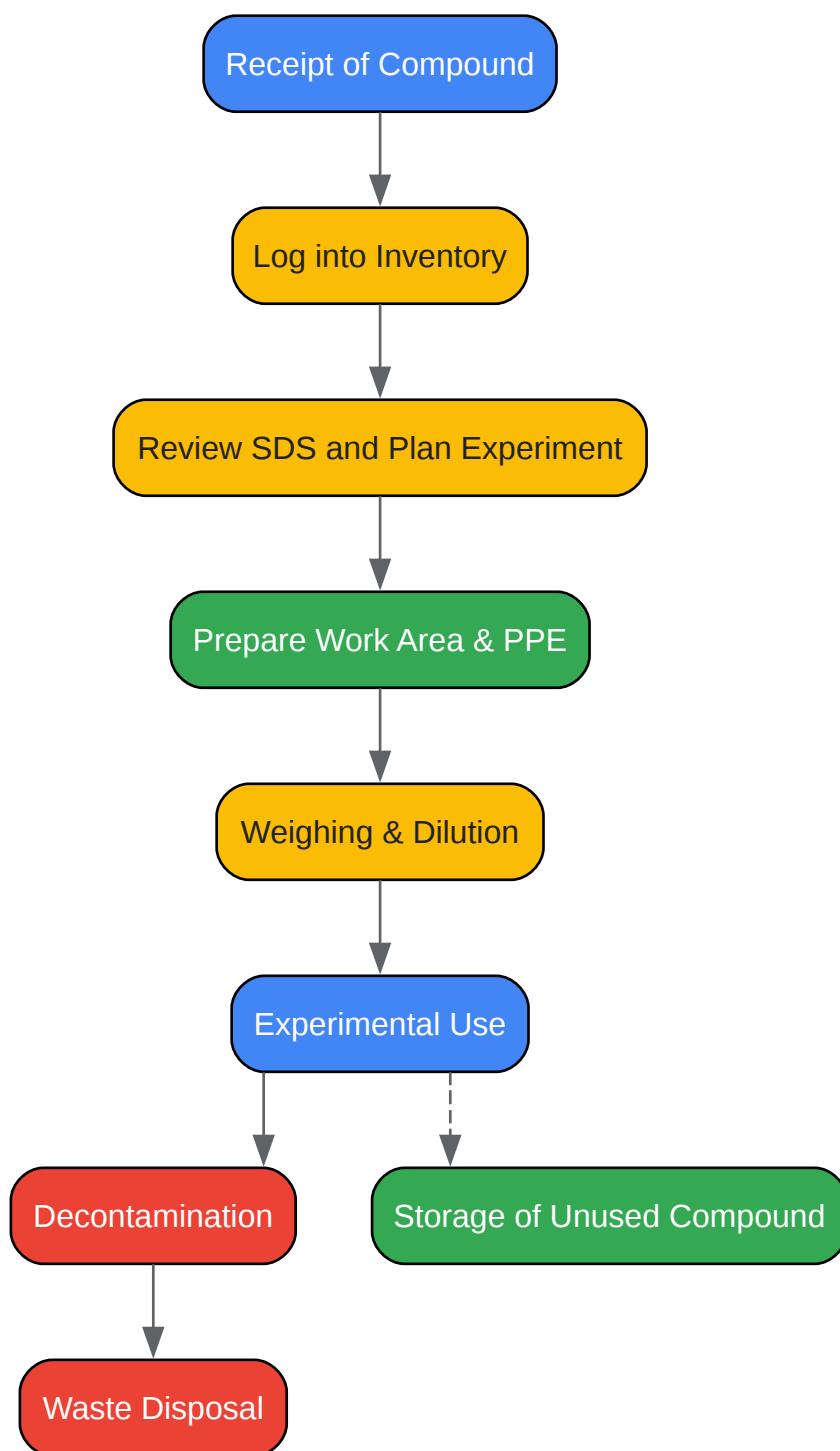 Receipt of Compound
Log into Inventory
Review SDS and Plan Experiment
Prepare Work Area & PPE
Weighing & Dilution
Experimental Use
Decontamination
Storage of Unused Compound
Waste Disposal